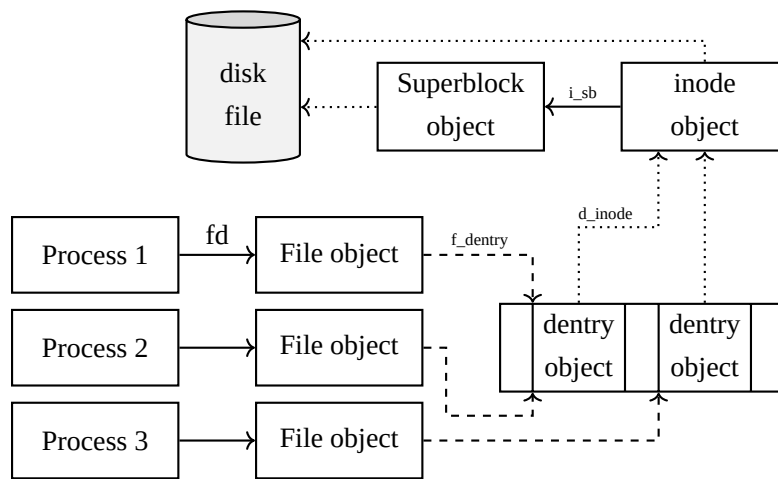 disk
file
Superblock
object
i_sb
inode
object
Process 1
fd
File object
f_dentry
d_inode
Process 2
File object
dentry
object
dentry
object
Process 3
File object